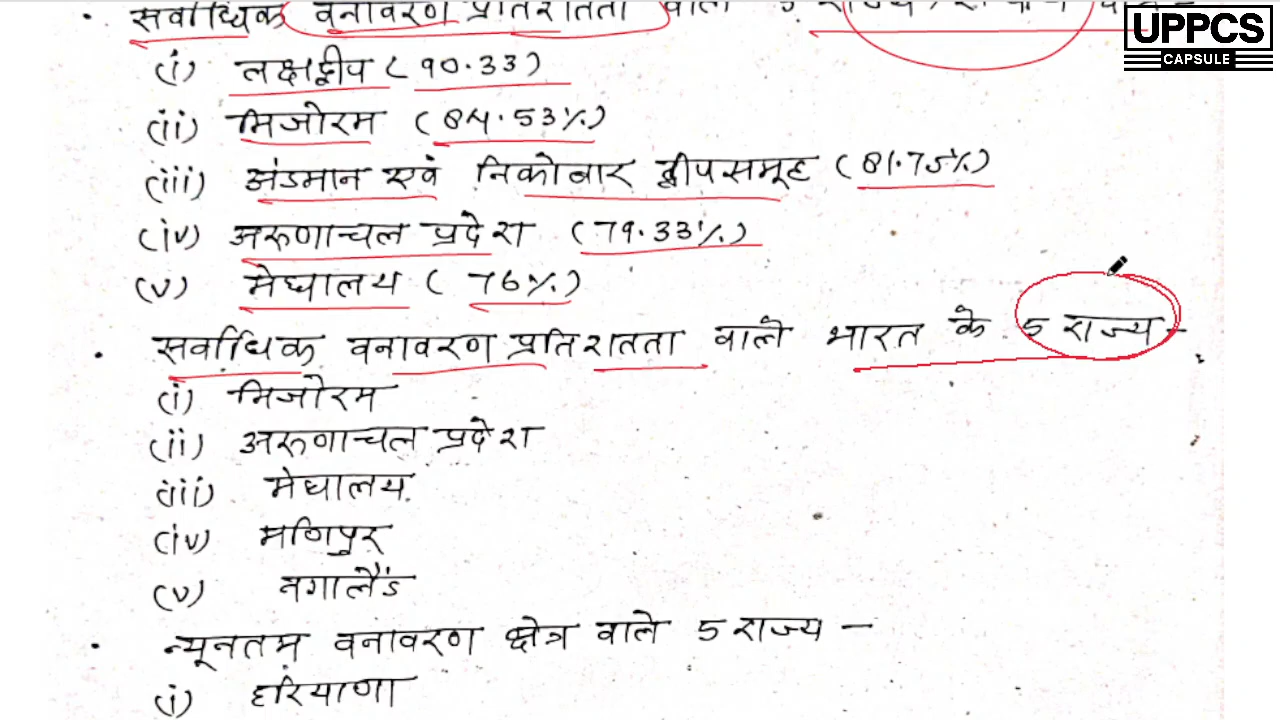 • सर्वाधिक वनावरण प्रतिशतता वाले 5 राज्य /
UPPCS
CAPSULE
(i) लक्षद्वीप (90.33)
(ii) मिजोरम (84.53%)
(iii) अंडमान एवं निकोबार द्वीपसमूह (81.75%)
(iv) अरुणाचल प्रदेश (79.33%)
(v) मेघालय (76%)
• सर्वाधिक वनावरण प्रतिशतता वाले भारत के 5 राज्य -
(i) मिजोरम
(ii) अरुणाचल प्रदेश
(iii) मेघालय
(iv) मणिपुर
(v) नगालैंड
• न्यूनतम वनावरण क्षेत्र वाले 5 राज्य —
(i) हरियाणा